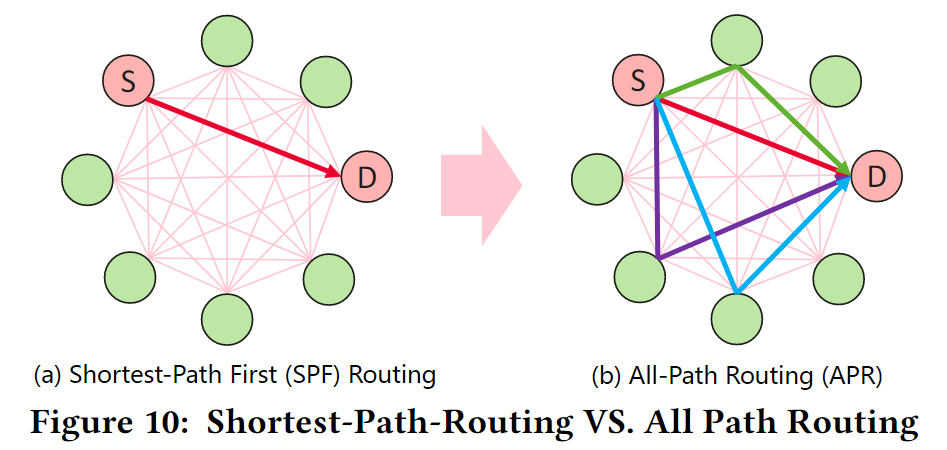 S
D
S
D
(a) Shortest-Path First (SPF) Routing
(b) All-Path Routing (APR)
Figure 10: Shortest-Path-Routing VS. All Path Routing